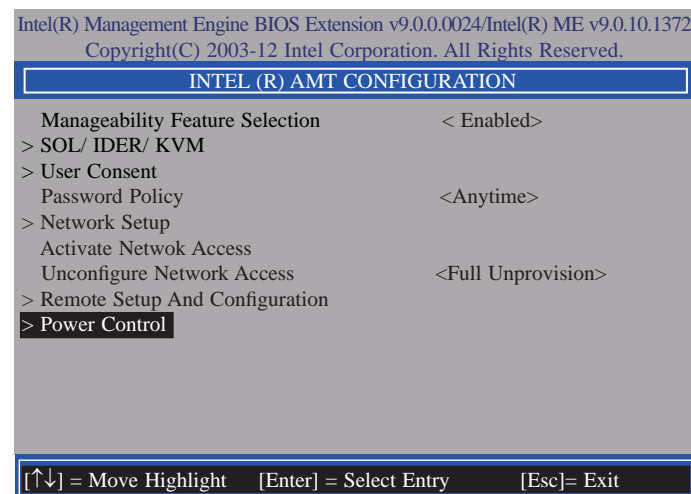 Intel(R) Management Engine BIOS Extension v9.0.0.0024/Intel(R) ME v9.0.10.1372
Copyright(C) 2003-12 Intel Corporation. All Rights Reserved.
INTEL (R) AMT CONFIGURATION
Manageability Feature Selection < Enabled>
> SOL/ IDER/ KVM
> User Consent
Password Policy <Anytime>
> Network Setup
Activate Netwok Access
Unconfigure Network Access <Full Unprovision>
> Remote Setup And Configuration
> Power Control
[↑↓] = Move Highlight [Enter] = Select Entry [Esc]= Exit